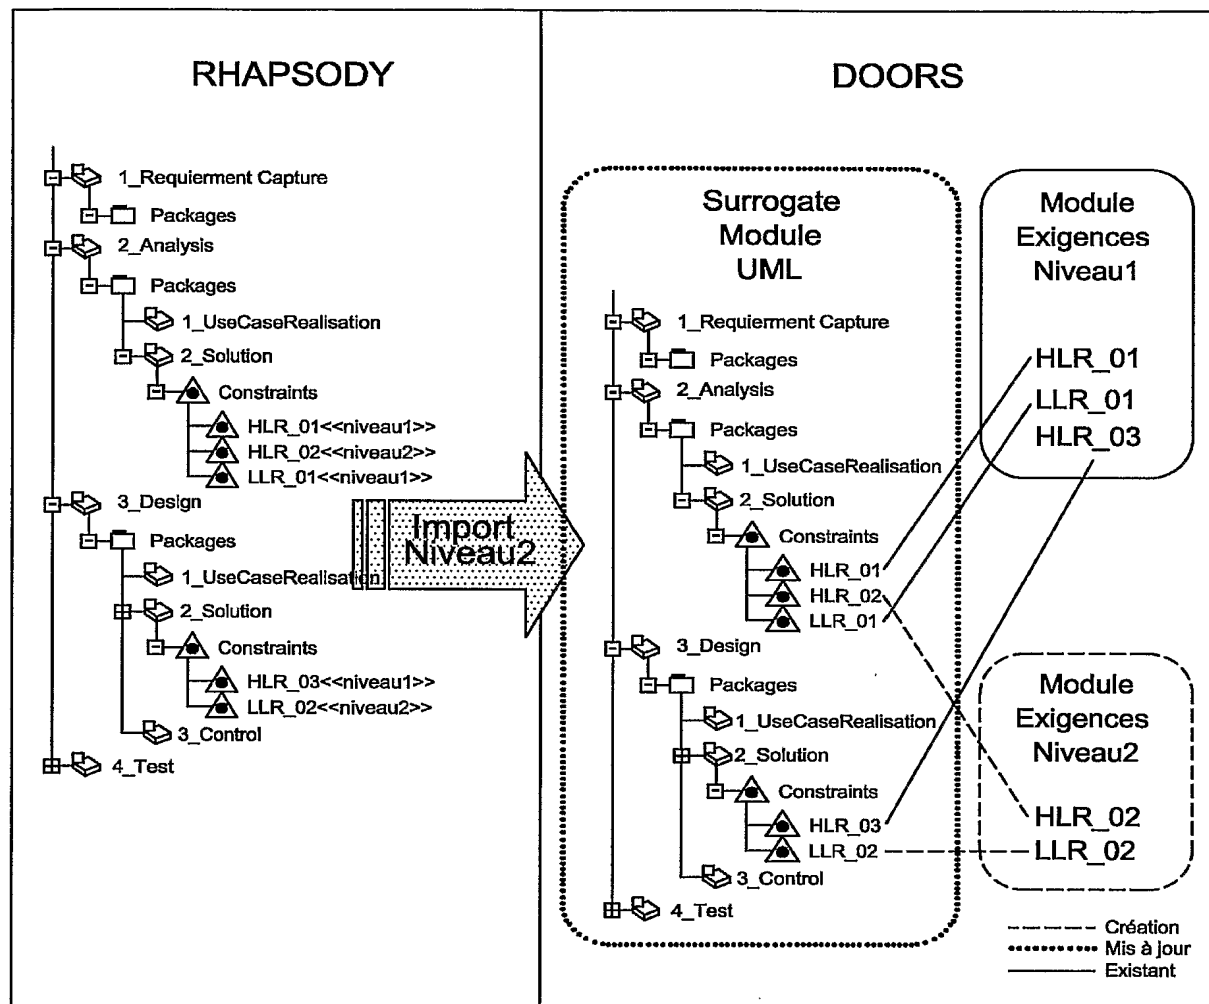 RHAPSODY
1_Requierment Capture
Packages
2_Analysis
Packages
1_UseCaseRealisation
2_Solution
Constraints
HLR_01<<niveau1>>
HLR_02<<niveau2>>
LLR_01<<niveau1>>
3_Design
Packages
1_UseCaseRealisation
2_Solution
Constraints
HLR_03<<niveau1>>
LLR_02<<niveau2>>
3_Control
4_Test
Import
Niveau2
DOORS
Surrogate
Module
UML
1_Requierment Capture
Packages
2_Analysis
Packages
1_UseCaseRealisation
2_Solution
Constraints
HLR_01
HLR_02
LLR_01
3_Design
Packages
1_UseCaseRealisation
2_Solution
Constraints
HLR_03
LLR_02
3_Control
4_Test
Module
Exigences
Niveau1
HLR_01
LLR_01
HLR_03
Module
Exigences
Niveau2
HLR_02
LLR_02
Création
Mis à jour
Existant